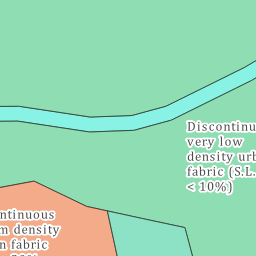 Discontinu
very low
density urb
fabric (S.L.
< 10%)
ntinuous
m density
n fabric